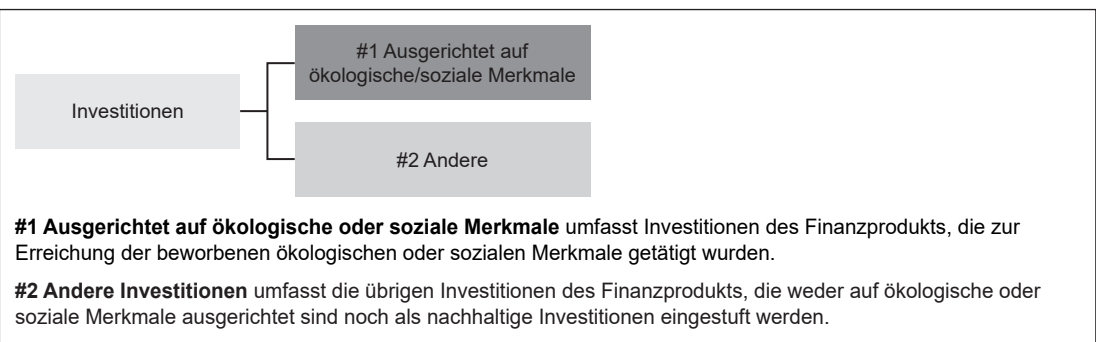 #1 Ausgerichtet auf
ökologische/soziale Merkmale
Investitionen
#2 Andere
#1 Ausgerichtet auf ökologische oder soziale Merkmale umfasst Investitionen des Finanzprodukts, die zur
Erreichung der beworbenen ökologischen oder sozialen Merkmale getätigt wurden.
#2 Andere Investitionen umfasst die übrigen Investitionen des Finanzprodukts, die weder auf ökologische oder
soziale Merkmale ausgerichtet sind noch als nachhaltige Investitionen eingestuft werden.